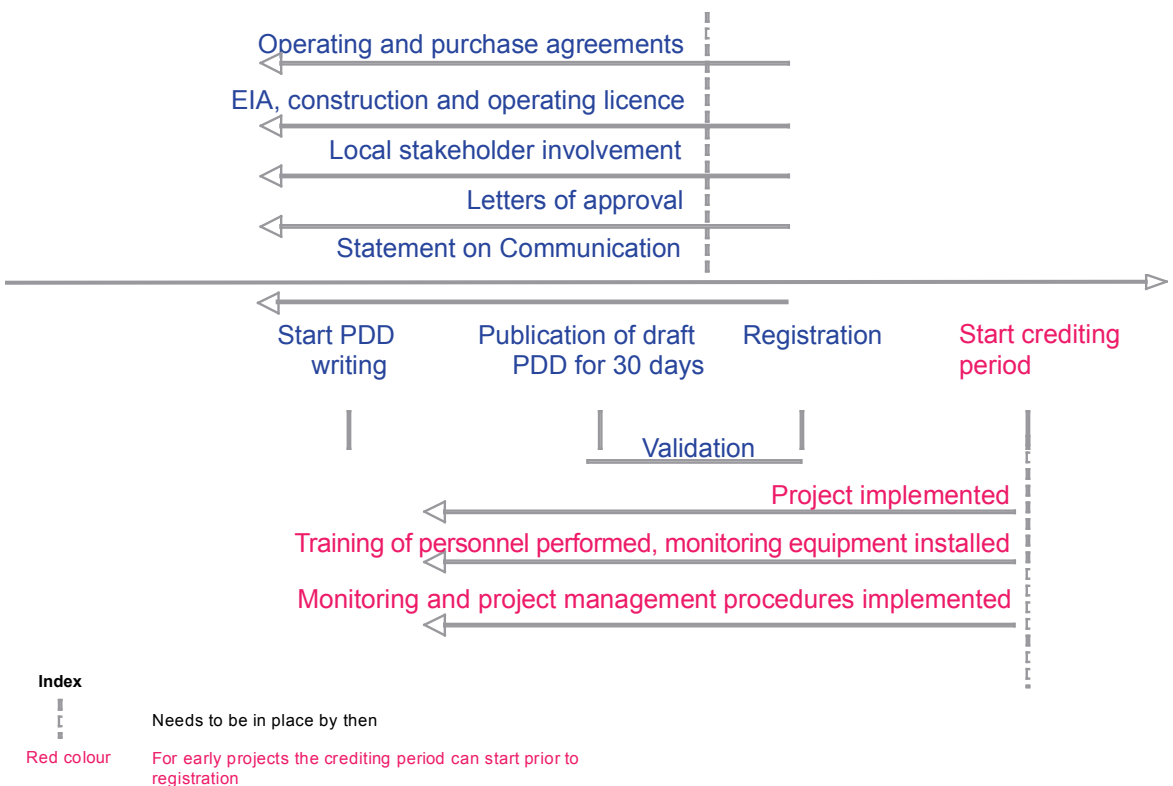 Operating and purchase agreements
EIA, construction and operating licence
Local stakeholder involvement
Letters of approval
Statement on Communication
Start PDD
writing
Publication of draft
PDD for 30 days
Registration
Start crediting
period
Validation
Project implemented
Training of personnel performed, monitoring equipment installed
Monitoring and project management procedures implemented
Index
Needs to be in place by then
Red colour
For early projects the crediting period can start prior to
registration